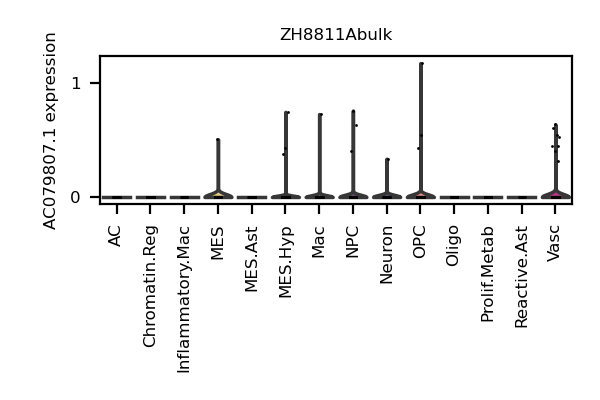 ZH8811Abulk
AC079807.1 expression
1
0
AC
Chromatin.Reg
Inflammatory.Mac
MES
MES.Ast
MES.Hyp
Mac
NPC
Neuron
OPC
Oligo
Prolif.Metab
Reactive.Ast
Vasc